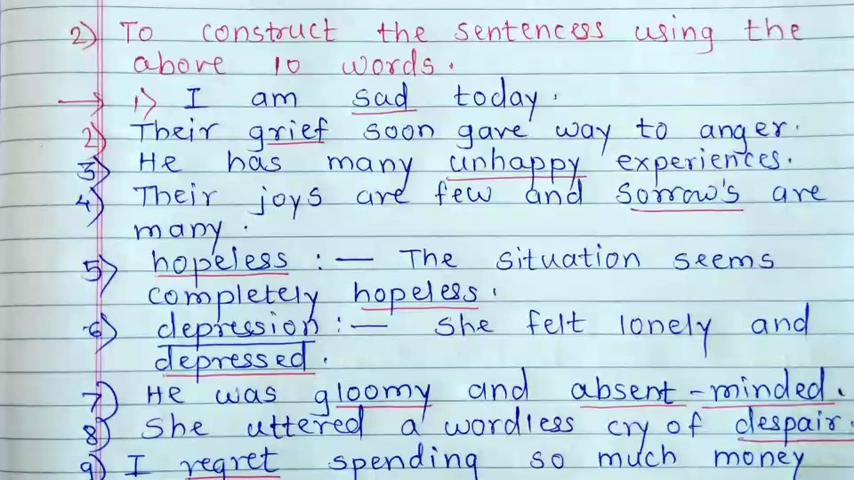 2) To construct the sentencess using the
above 10 words.
→ 1) I am sad today.
2) Their grief soon gave way to anger.
3) He has many unhappy experiences.
4) Their joys are few and sorrow's are
many.
5) hopeless :— The situation seems
completely hopeless.
6) depression :— She felt lonely and
depressed.
7) He was gloomy and absent-minded.
8) She uttered a wordless cry of despair.
9) I regret spending so much money